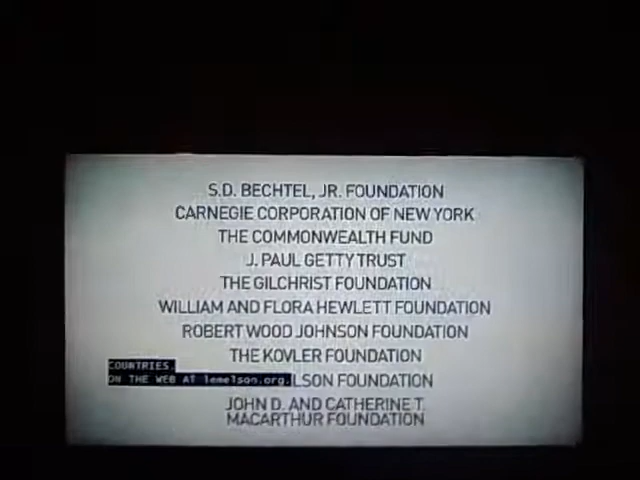 S.D. BECHTEL, JR. FOUNDATION
CARNEGIE CORPORATION OF NEW YORK
THE COMMONWEALTH FUND
J. PAUL GETTY TRUST
THE GILCHRIST FOUNDATION
WILLIAM AND FLORA HEWLETT FOUNDATION
ROBERT WOOD JOHNSON FOUNDATION
THE KOVLER FOUNDATION
COUNTRIES.
ON THE WEB AT lemelson.org.
LSON FOUNDATION
JOHN D. AND CATHERINE T.
MACARTHUR FOUNDATION